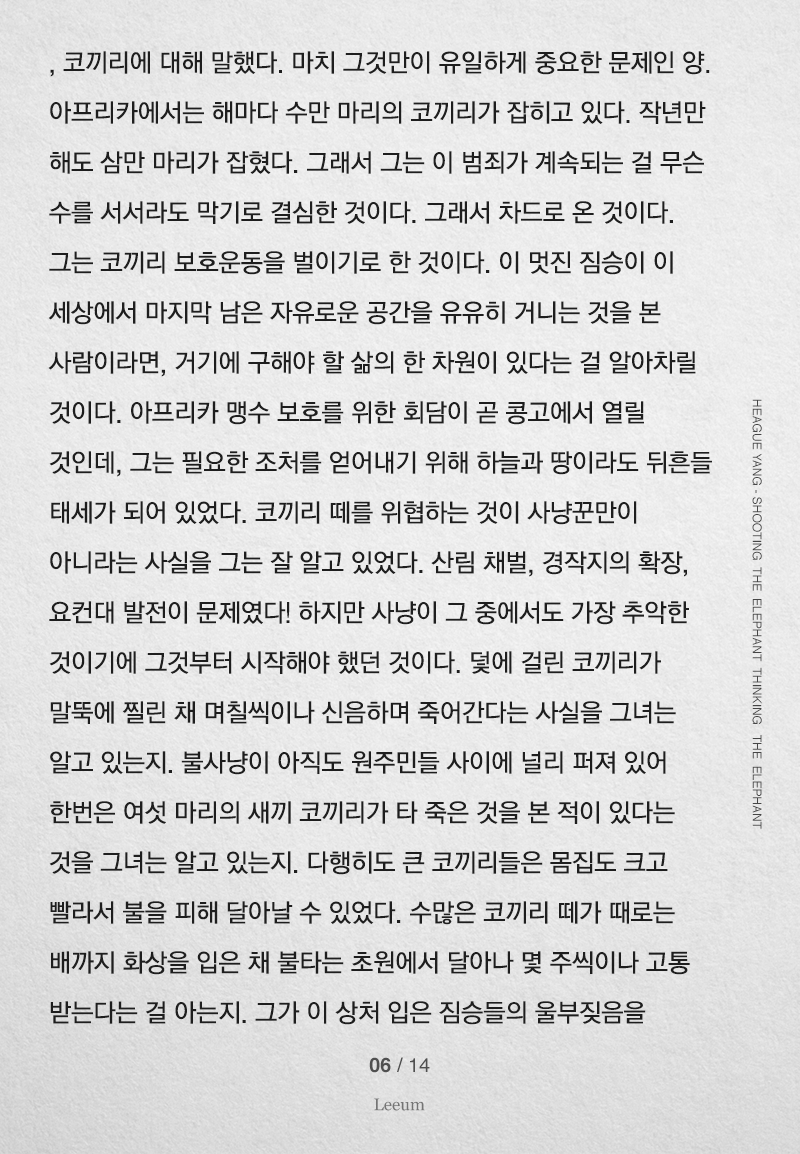 , 코끼리에 대해 말했다. 마치 그것만이 유일하게 중요한 문제인 양.
아프리카에서는 해마다 수만 마리의 코끼리가 잡히고 있다. 작년만
해도 삼만 마리가 잡혔다. 그래서 그는 이 범죄가 계속되는 걸 무슨
수를 서서라도 막기로 결심한 것이다. 그래서 차드로 온 것이다.
그는 코끼리 보호운동을 벌이기로 한 것이다. 이 멋진 짐승이 이
세상에서 마지막 남은 자유로운 공간을 유유히 거니는 것을 본
사람이라면, 거기에 구해야 할 삶의 한 차원이 있다는 걸 알아차릴
것이다. 아프리카 맹수 보호를 위한 회담이 곧 콩고에서 열릴
것인데, 그는 필요한 조처를 얻어내기 위해 하늘과 땅이라도 뒤흔들
태세가 되어 있었다. 코끼리 떼를 위협하는 것이 사냥꾼만이
아니라는 사실을 그는 잘 알고 있었다. 산림 채벌, 경작지의 확장,
요컨대 발전이 문제였다! 하지만 사냥이 그 중에서도 가장 추악한
것이기에 그것부터 시작해야 했던 것이다. 덫에 걸린 코끼리가
말뚝에 찔린 채 며칠씩이나 신음하며 죽어간다는 사실을 그녀는
알고 있는지. 불사냥이 아직도 원주민들 사이에 널리 퍼져 있어
한번은 여섯 마리의 새끼 코끼리가 타 죽은 것을 본 적이 있다는
것을 그녀는 알고 있는지. 다행히도 큰 코끼리들은 몸집도 크고
빨라서 불을 피해 달아날 수 있었다. 수많은 코끼리 떼가 때로는
배까지 화상을 입은 채 불타는 초원에서 달아나 몇 주씩이나 고통
받는다는 걸 아는지. 그가 이 상처 입은 짐승들의 울부짖음을
HEAGUE YANG - SHOOTING THE ELEPHANT THINKING THE ELEPHANT
06 / 14
Leeum